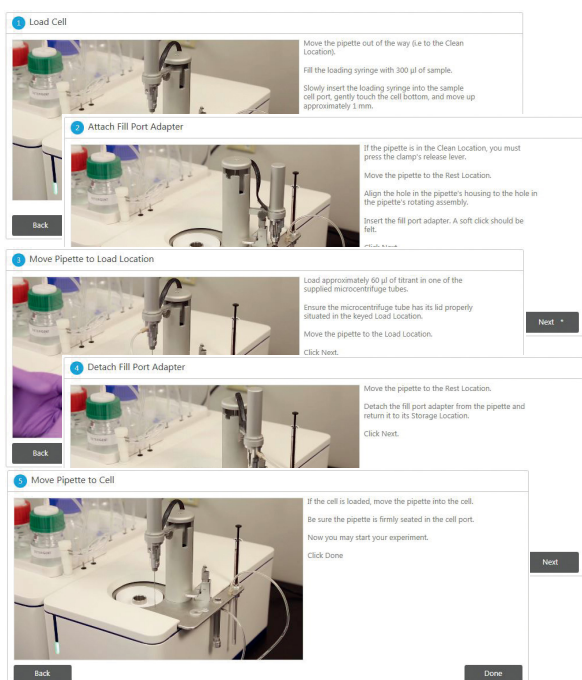 1 Load Cell
Move the pipette out of the way (i.e to the Clean
Location).
Fill the loading syringe with 300 µl of sample.
Slowly insert the loading syringe into the sample
cell port, gently touch the cell bottom, and move up
approximately 1 mm.
Back
2 Attach Fill Port Adapter
If the pipette is in the Clean Location, you must
press the clamp's release lever.
Move the pipette to the Rest Location.
Align the hole in the pipette's housing to the hole in
the pipette's rotating assembly.
Insert the fill port adapter. A soft click should be
felt.
Click Next
3 Move Pipette to Load Location
Load approximately 60 µl of titrant in one of the
supplied microcentrifuge tubes.
Ensure the microcentrifuge tube has its lid properly
situated in the keyed Load Location.
Move the pipette to the Load Location.
Click Next.
Next *
Back
4 Detach Fill Port Adapter
Move the pipette to the Rest Location.
Detach the fill port adapter from the pipette and
return it to its Storage Location.
Click Next.
Next
5 Move Pipette to Cell
If the cell is loaded, move the pipette into the cell.
Be sure the pipette is firmly seated in the cell port.
Now you may start your experiment.
Click Done
Back
Done